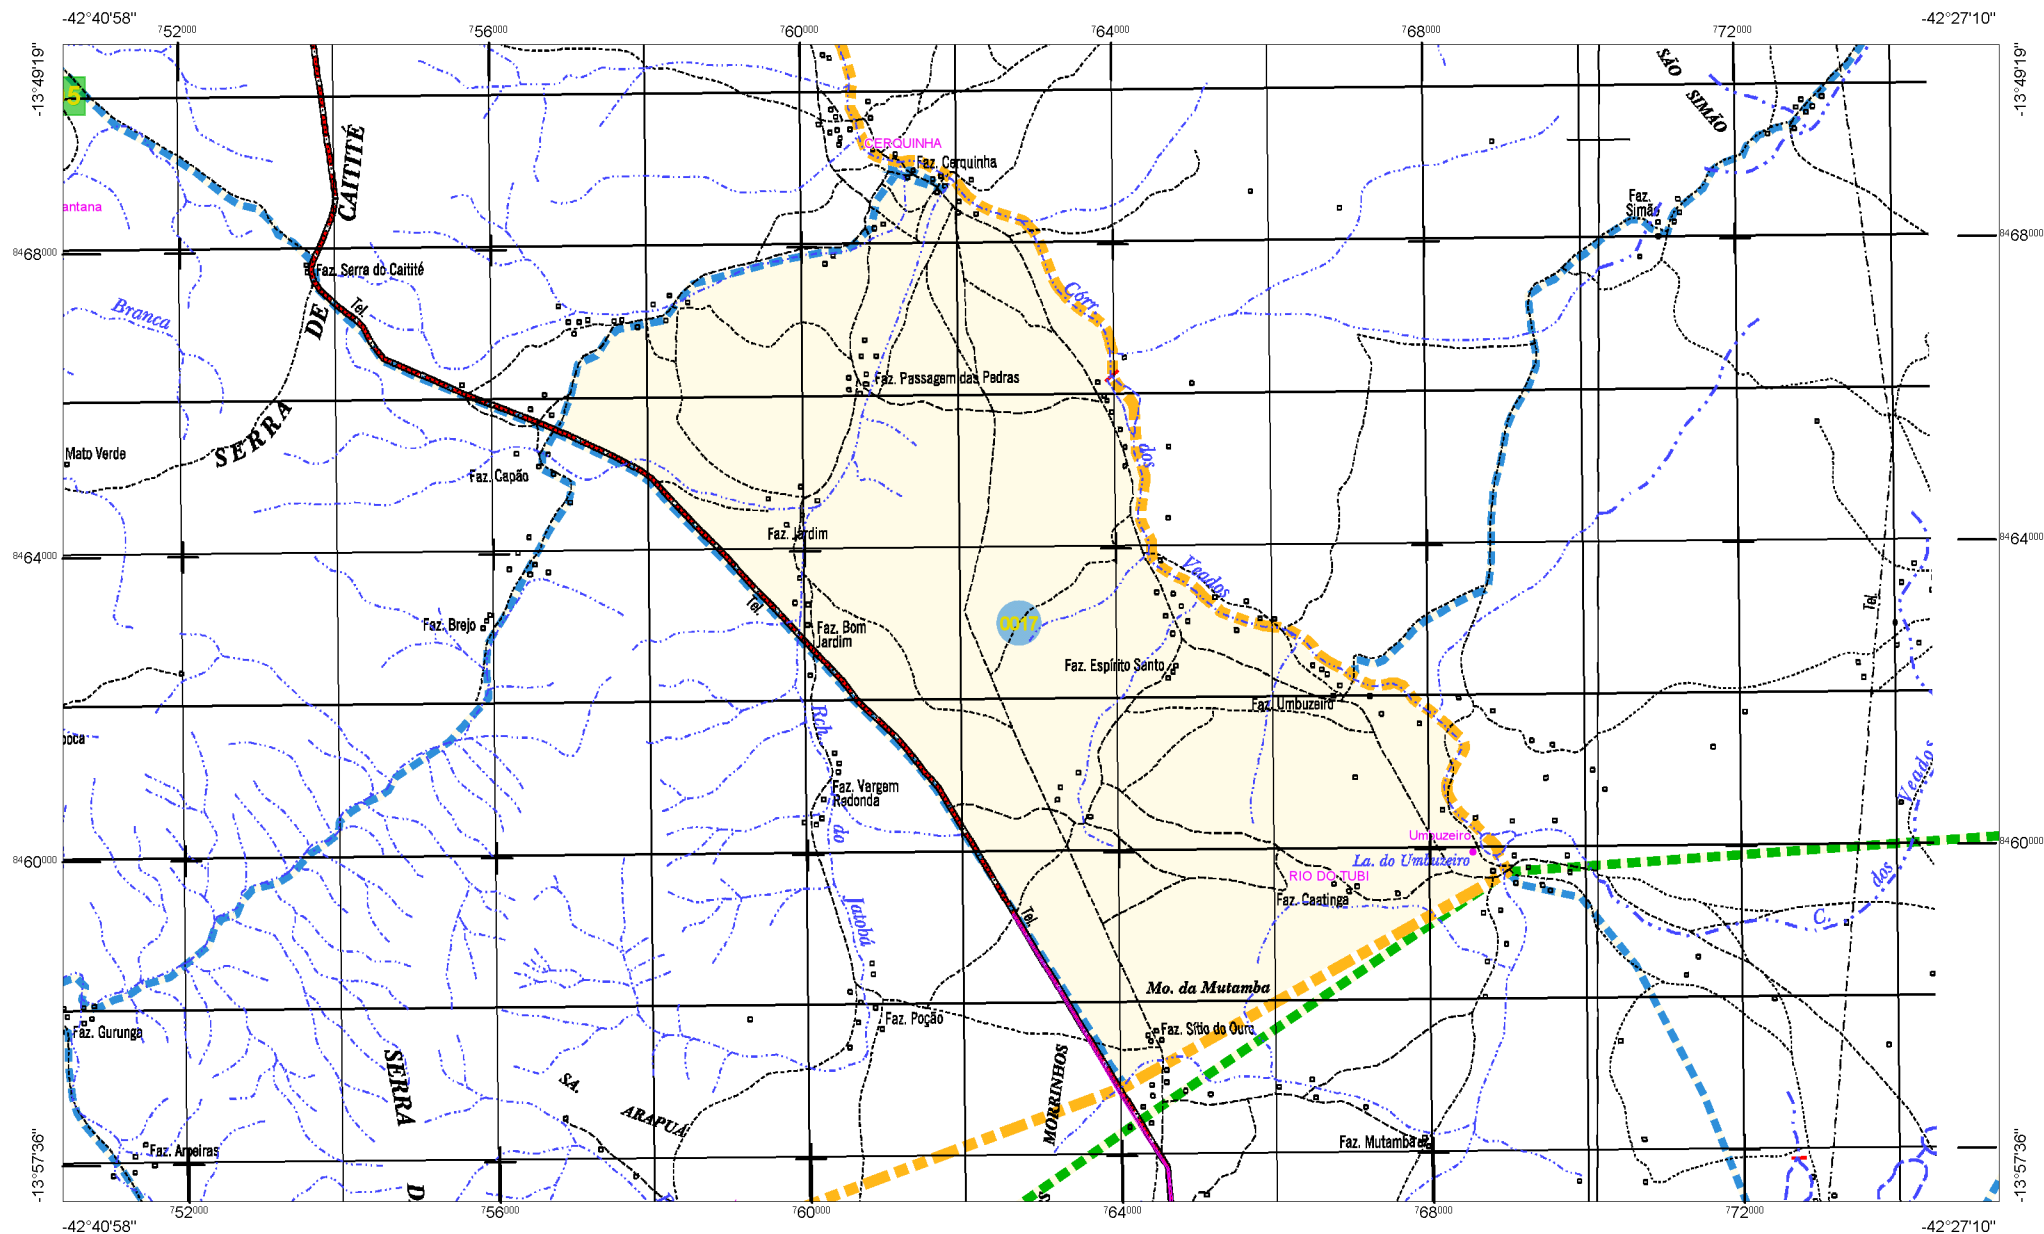 -42°40'58"
-42°27'10"
752000
756000
760000
764000
768000
772000
-13°49'19"
-13°49'19"
5
SÃO
SIMÃO
CAITITÉ
CERQUINHA
Faz. Cerquinha
antana
Faz.
Simão
8468000
8468000
Faz. Serra do Caitité
Tel.
DE
Branca
Córr.
Faz. Passagem das Pedras
SERRA
Mato Verde
dos
Faz. Capão
Faz. Jardim
8464000
8464000
Veados
Tel.
Tel.
Faz. Brejo
Faz. Bom
Jardim
0017
Faz. Espírito Santo
Faz. Umbuzeiro
Rch.
Veados
Faz. Vargem
Redonda
do
Umbuzeiro
8460000
8460000
La. do Umbuzeiro
RIO DO TUBI
dos
Faz. Caatinga
Tel.
C.
Jatobá
Mo. da Mutamba
Faz. Poção
Faz. Sítio do Ouro
Faz. Gurunga
SERRA
MORRINHOS
SA.
ARAPUÁ
Faz. Mutamba
Faz. Aroeiras
D
S
-13°57'36"
-13°57'36"
752000
756000
760000
764000
768000
772000
-42°40'58"
-42°27'10"